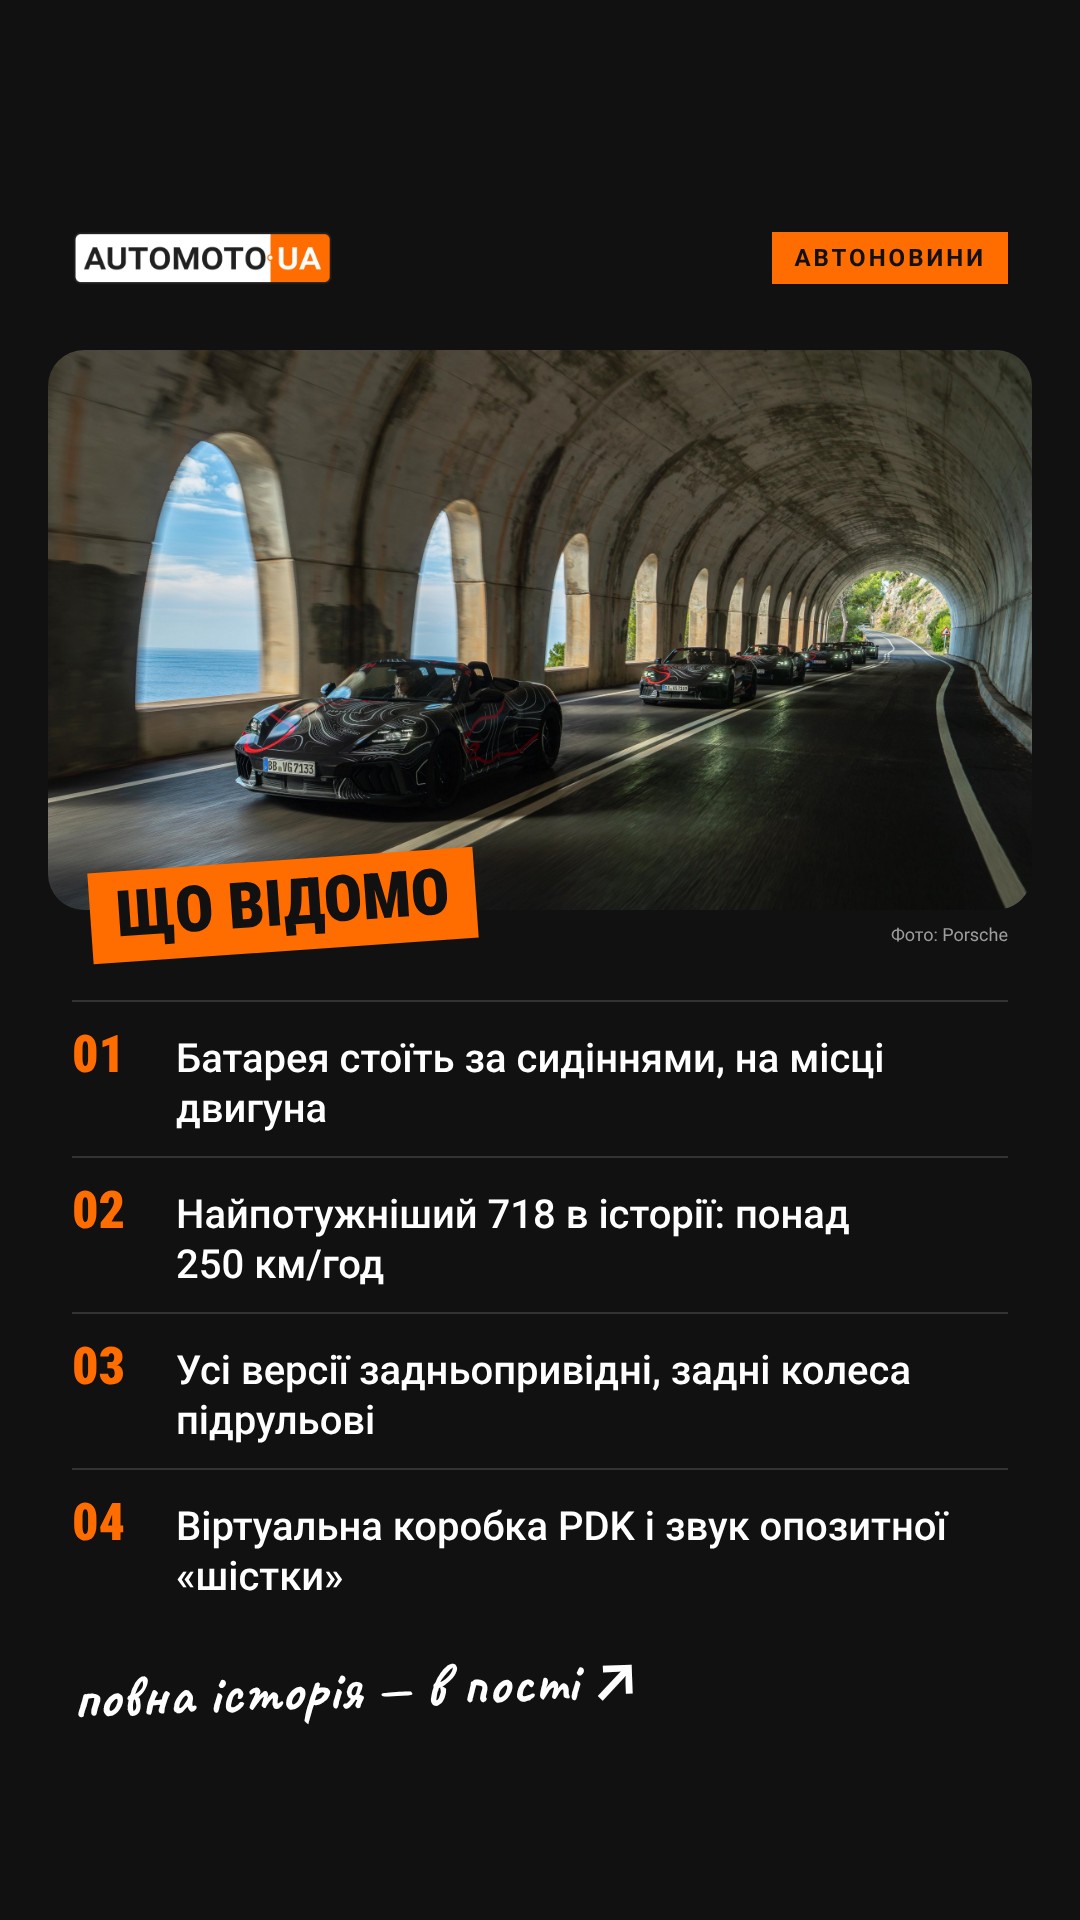 AUTOMOTO UA
АВТОНОВИНИ
BB VG7133
ЩО ВІДОМО
Фото: Porsche
01 Батарея стоїть за сидіннями, на місці
двигуна
02 Найпотужніший 718 в історії: понад
250 км/год
03 Усі версії задньопривідні, задні колеса
підрульові
04 Віртуальна коробка PDK і звук опозитної
«шістки»
повна історія — в пості ↗